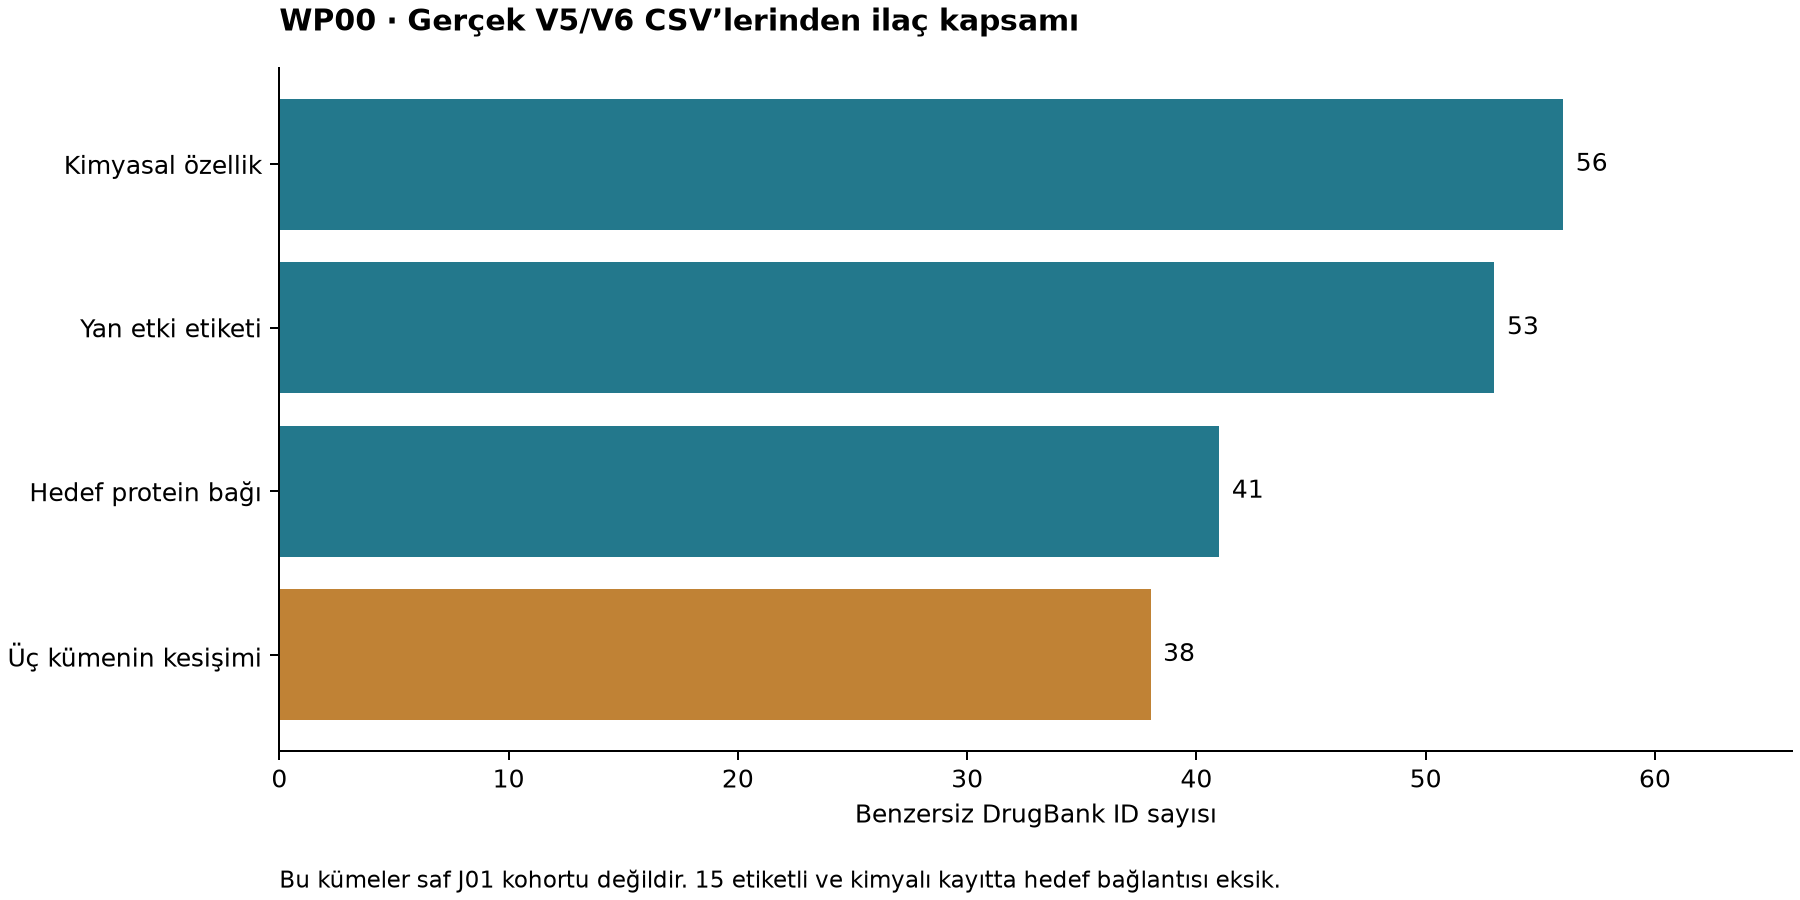 WP00 · Gerçek V5/V6 CSV’lerinden ilaç kapsamı
Kimyasal özellik
56
Yan etki etiketi
53
Hedef protein bağı
41
Üç kümenin kesişimi
38
0 10 20 30 40 50 60
Benzersiz DrugBank ID sayısı
Bu kümeler saf J01 kohortu değildir. 15 etiketli ve kimyalı kayıtta hedef bağlantısı eksik.